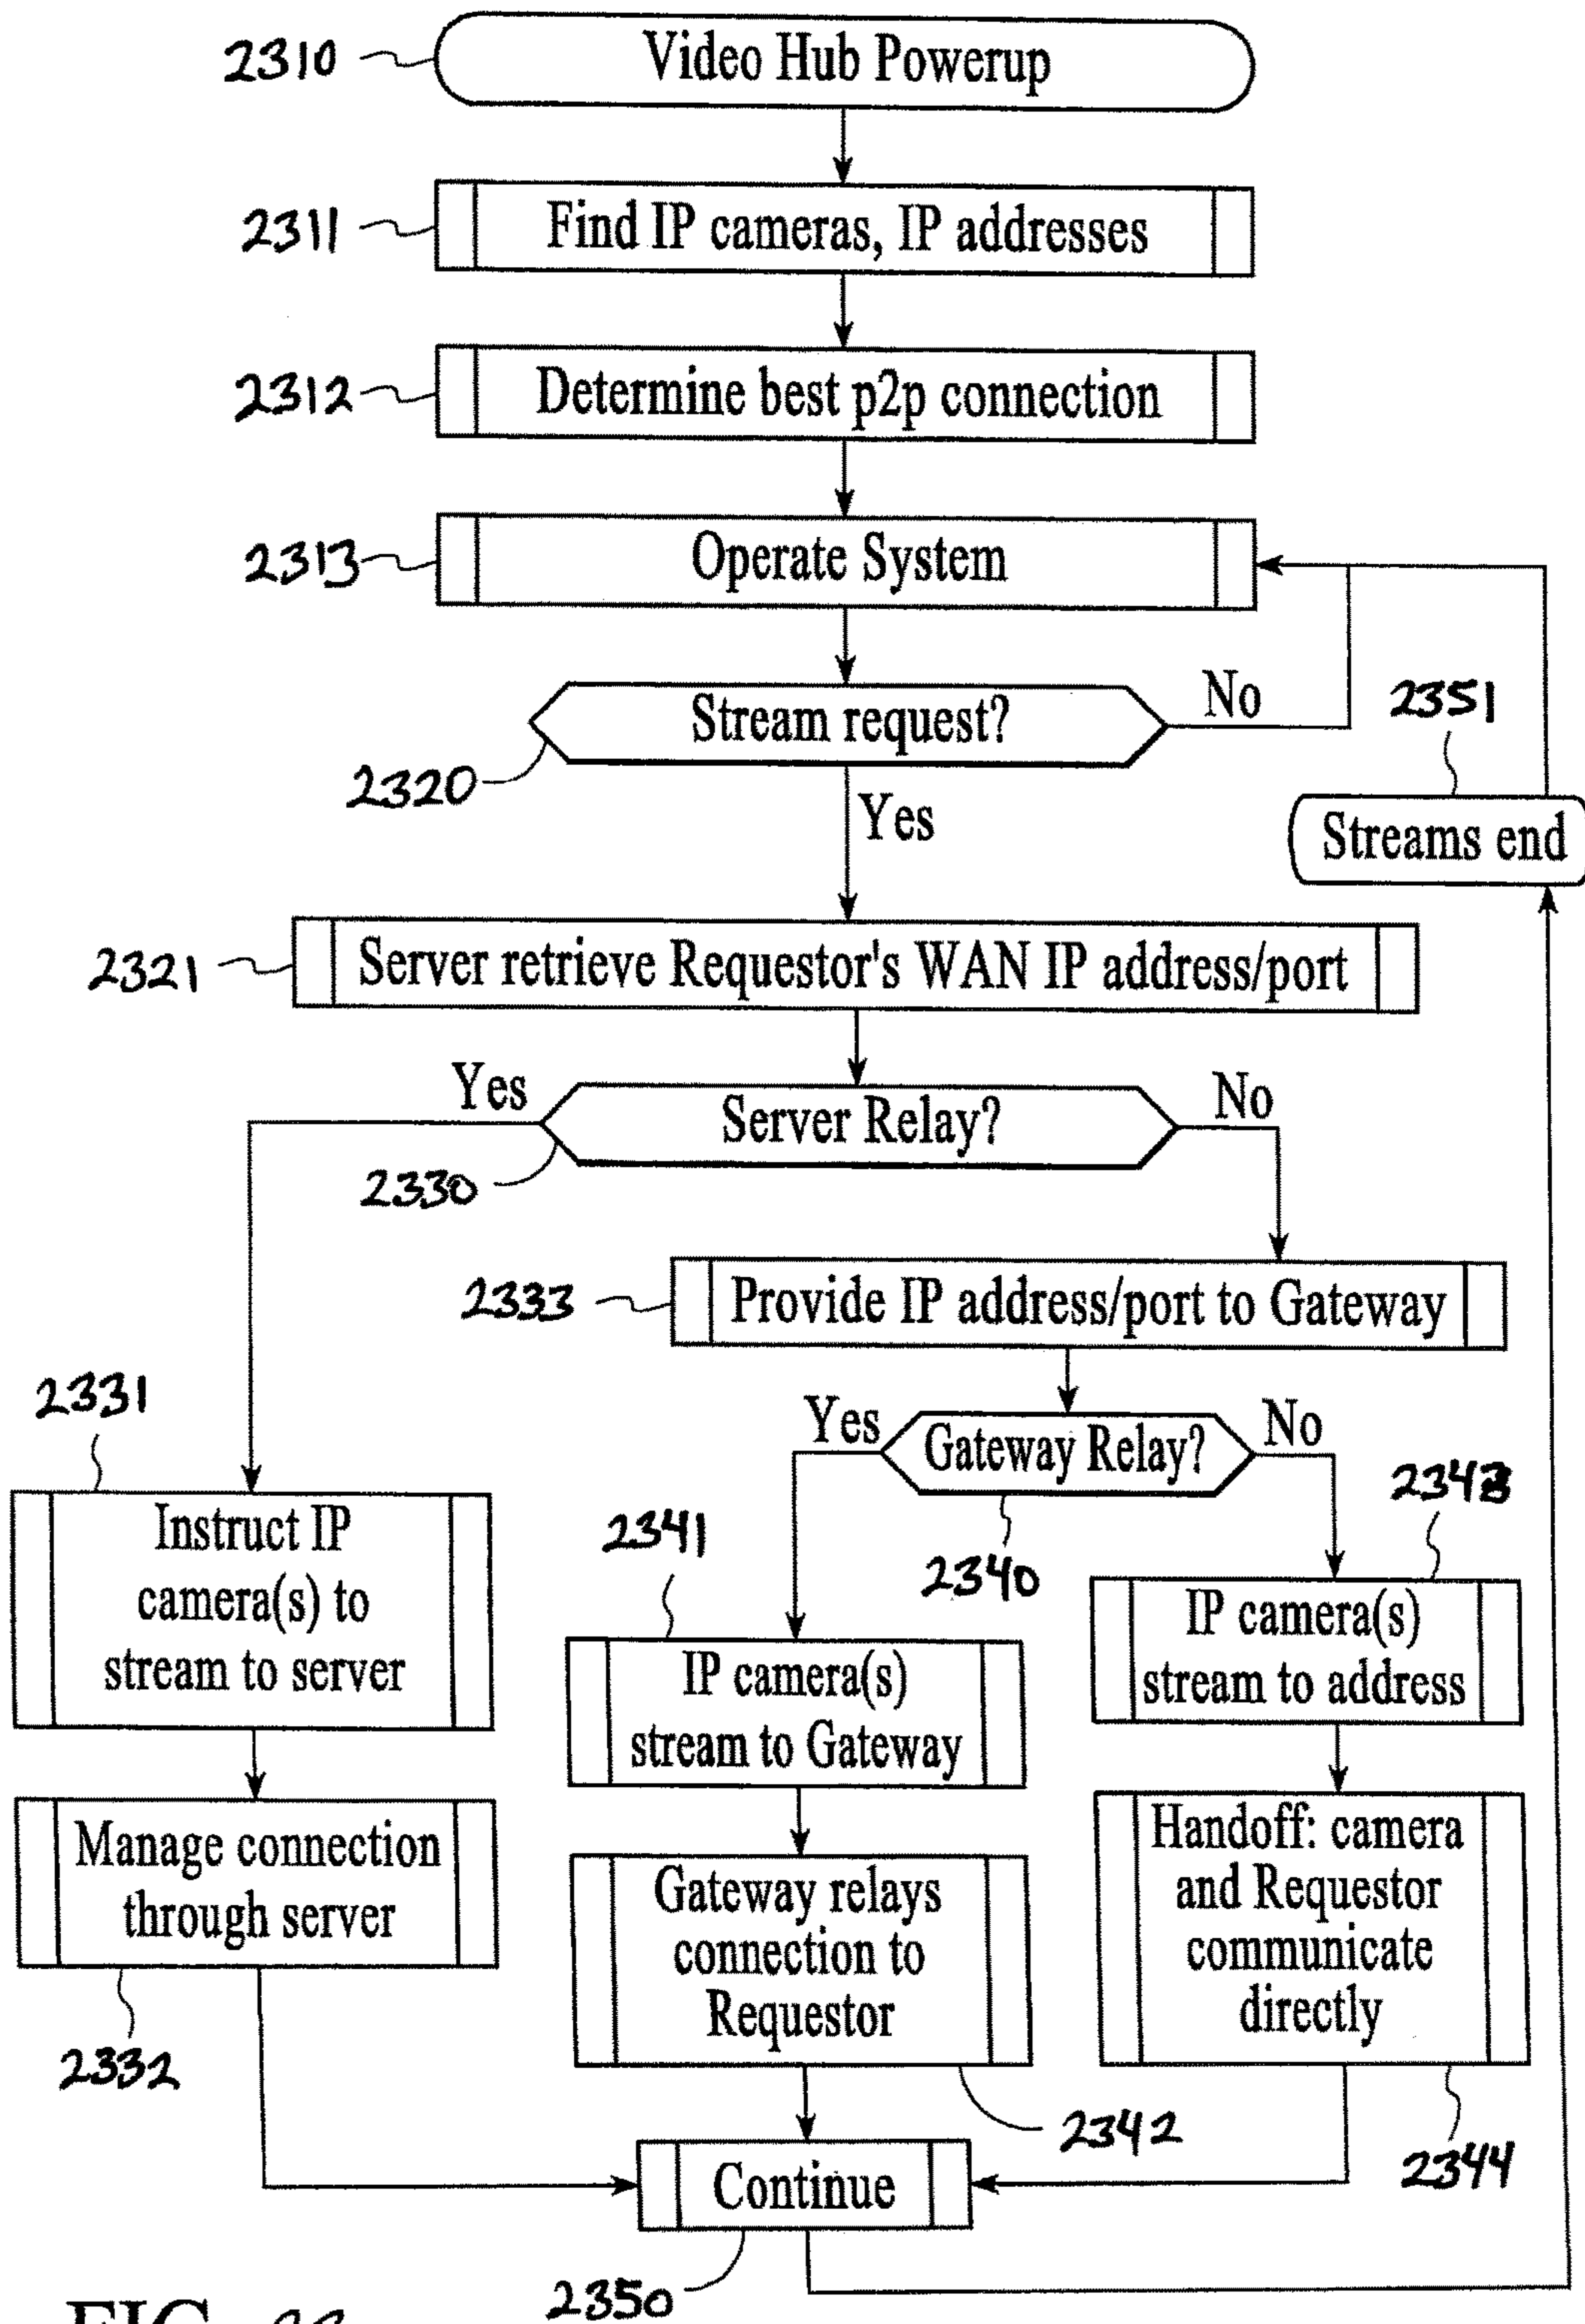 2310
Video Hub Powerup
2311
Find IP cameras, IP addresses
2312
Determine best p2p connection
2313
Operate System
Stream request?
No
2320
Yes
2351
Streams end
2321
Server retrieve Requestor's WAN IP address/port
Yes
Server Relay?
No
2330
2333
Provide IP address/port to Gateway
2331
Yes
Gateway Relay?
No
2340
Instruct IP
camera(s) to
stream to server
2341
IP camera(s)
stream to Gateway
2343
IP camera(s)
stream to address
Manage connection
through server
2332
Gateway relays
connection to
Requestor
2342
Handoff: camera
and Requestor
communicate
directly
2344
Continue
2350
FIG. 23